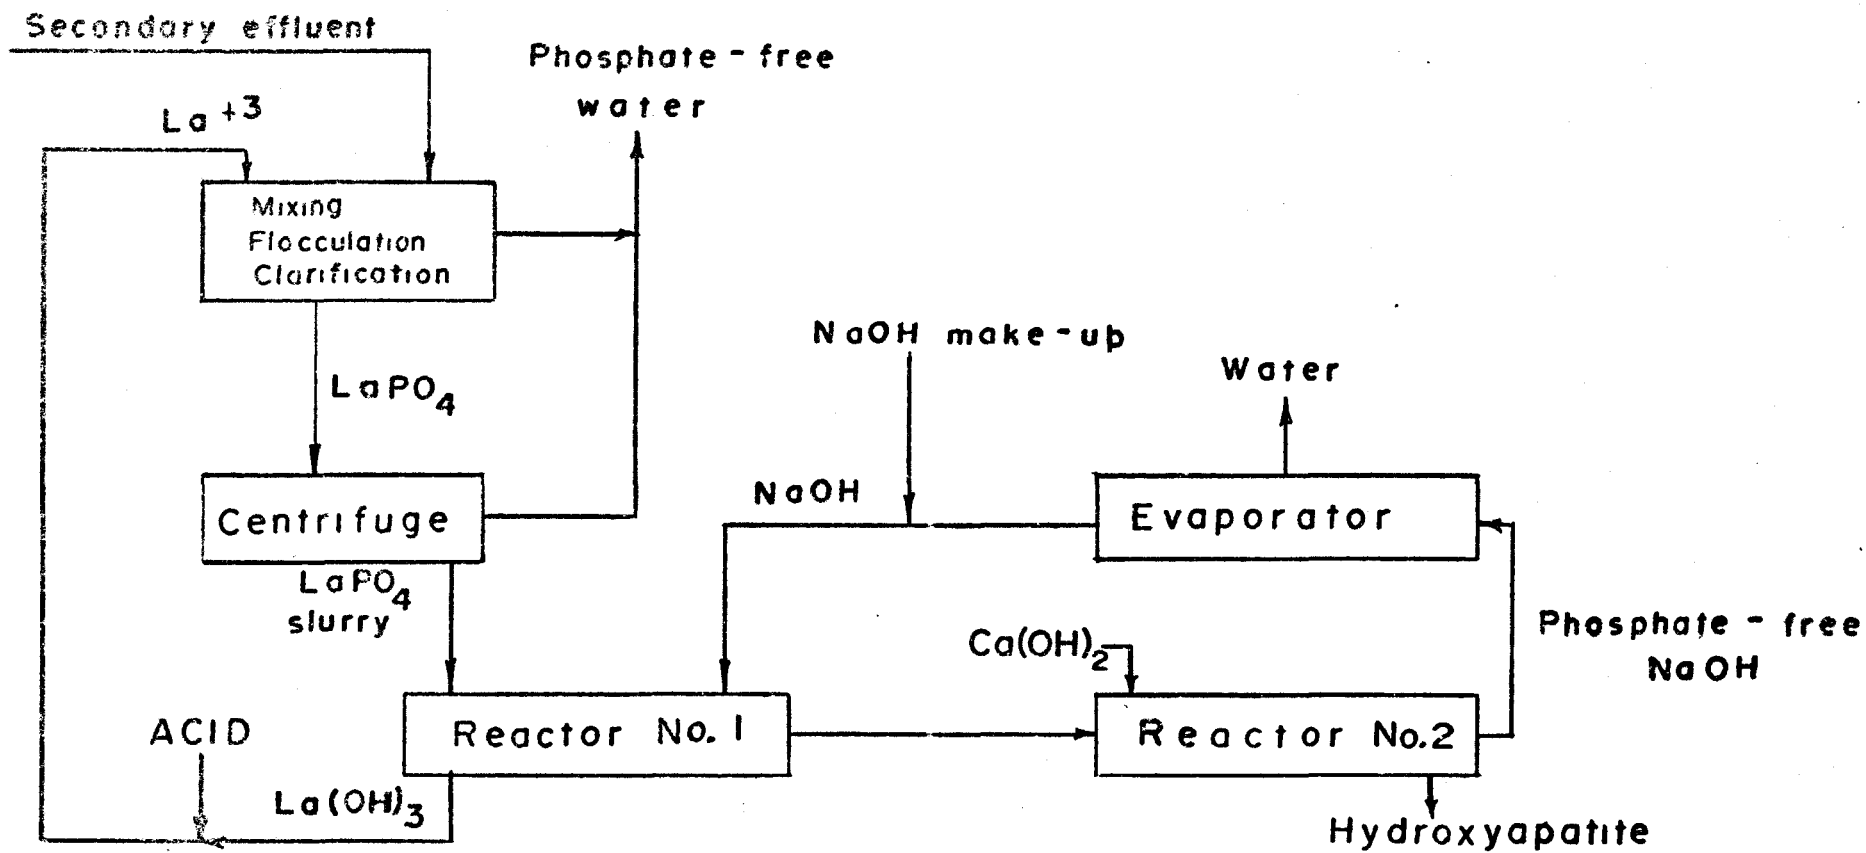 Secondary effluent
Phosphate-free
water
La+3
Mixing
Flocculation
Clarification
LaPO4
Centrifuge
LaPO4
slurry
NaOH make-up
Water
NaOH
Evaporator
Ca(OH)2
Phosphate-free
NaOH
Reactor No. 1
Reactor No.2
ACID
La(OH)3
Hydroxyapatite